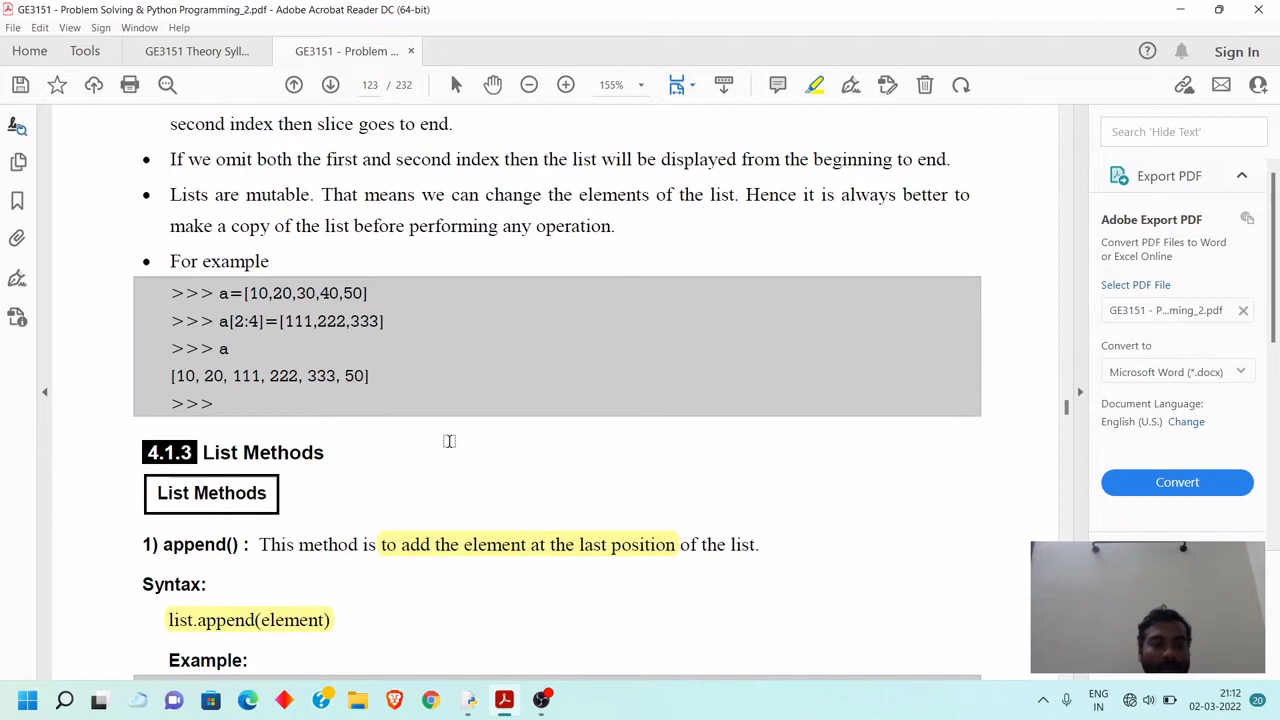 GE3151 - Problem Solving & Python Programming_2.pdf - Adobe Acrobat Reader DC (64-bit)
File Edit View Sign Window Help
Home Tools GE3151 Theory Syll... GE3151 - Problem ... × Sign In
123 / 232 155%
second index then slice goes to end.
• If we omit both the first and second index then the list will be displayed from the beginning to end.
• Lists are mutable. That means we can change the elements of the list. Hence it is always better to
make a copy of the list before performing any operation.
• For example
>>> a=[10,20,30,40,50]
>>> a[2:4]=[111,222,333]
>>> a
[10, 20, 111, 222, 333, 50]
>>>
4.1.3 List Methods
List Methods
1) append() : This method is to add the element at the last position of the list.
Syntax:
list.append(element)
Example:
Search 'Hide Text'
Export PDF
Adobe Export PDF
Convert PDF Files to Word
or Excel Online
Select PDF File
GE3151 - P...ming_2.pdf
Convert to
Microsoft Word (*.docx)
Document Language:
English (U.S.) Change
Convert
ENG
IN
21:12
02-03-2022
20